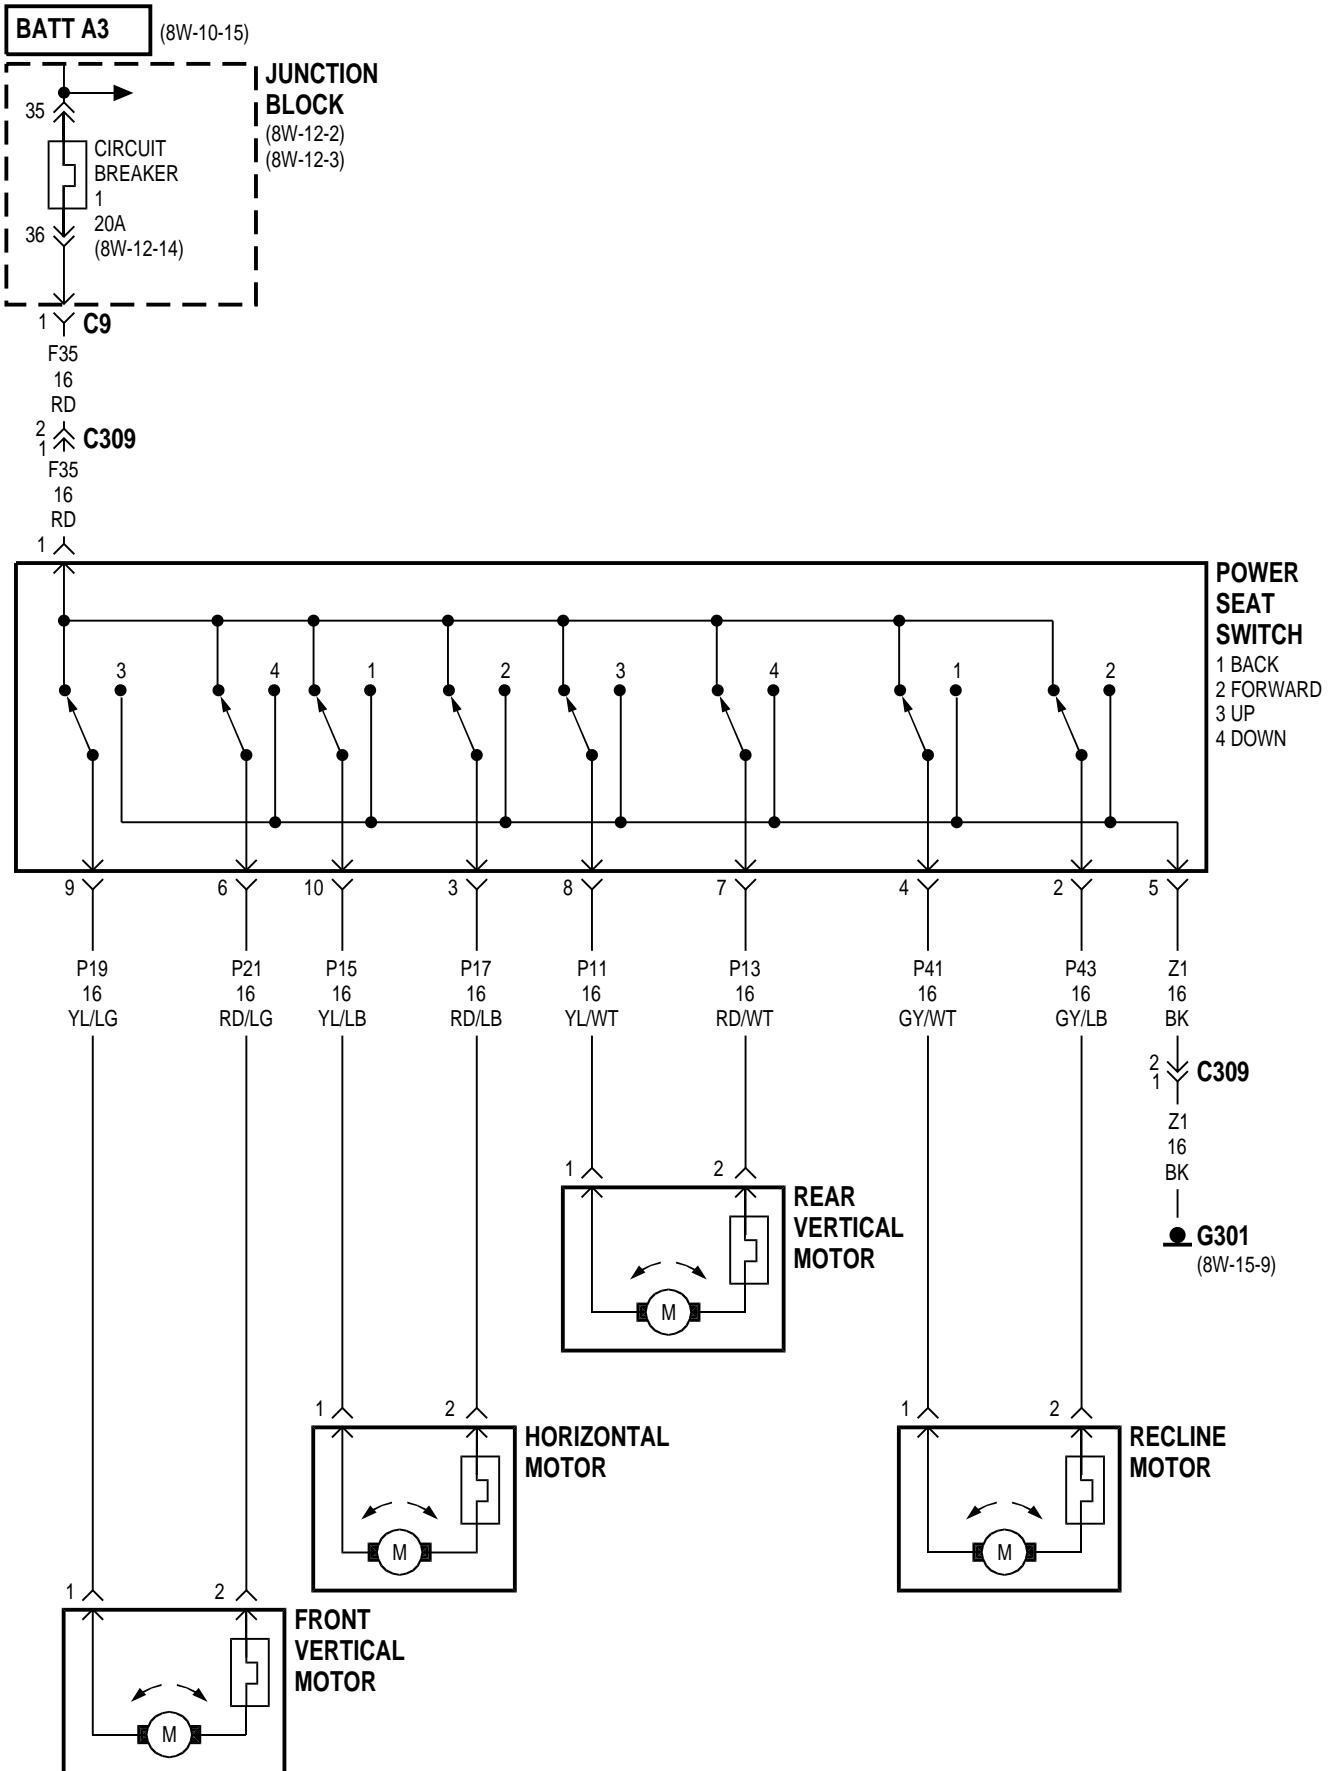 BATT A3 (8W-10-15)
JUNCTION
BLOCK
(8W-12-2)
(8W-12-3)
35
CIRCUIT
BREAKER
1
20A
(8W-12-14)
36
1 C9
F35
16
RD
2
1 C309
F35
16
RD
1
POWER
SEAT
SWITCH
1 BACK
2 FORWARD
3 UP
4 DOWN
3 4 1 2 3 4 1 2
9 6 10 3 8 7 4 2 5
P19 P21 P15 P17 P11 P13 P41 P43 Z1
16 16 16 16 16 16 16 16 16
YL/LG RD/LG YL/LB RD/LB YL/WT RD/WT GY/WT GY/LB BK
2
1 C309
Z1
16
BK
G301
(8W-15-9)
1 2
REAR
VERTICAL
MOTOR
M
1 2
HORIZONTAL
MOTOR
M
1 2
RECLINE
MOTOR
M
1 2
FRONT
VERTICAL
MOTOR
M